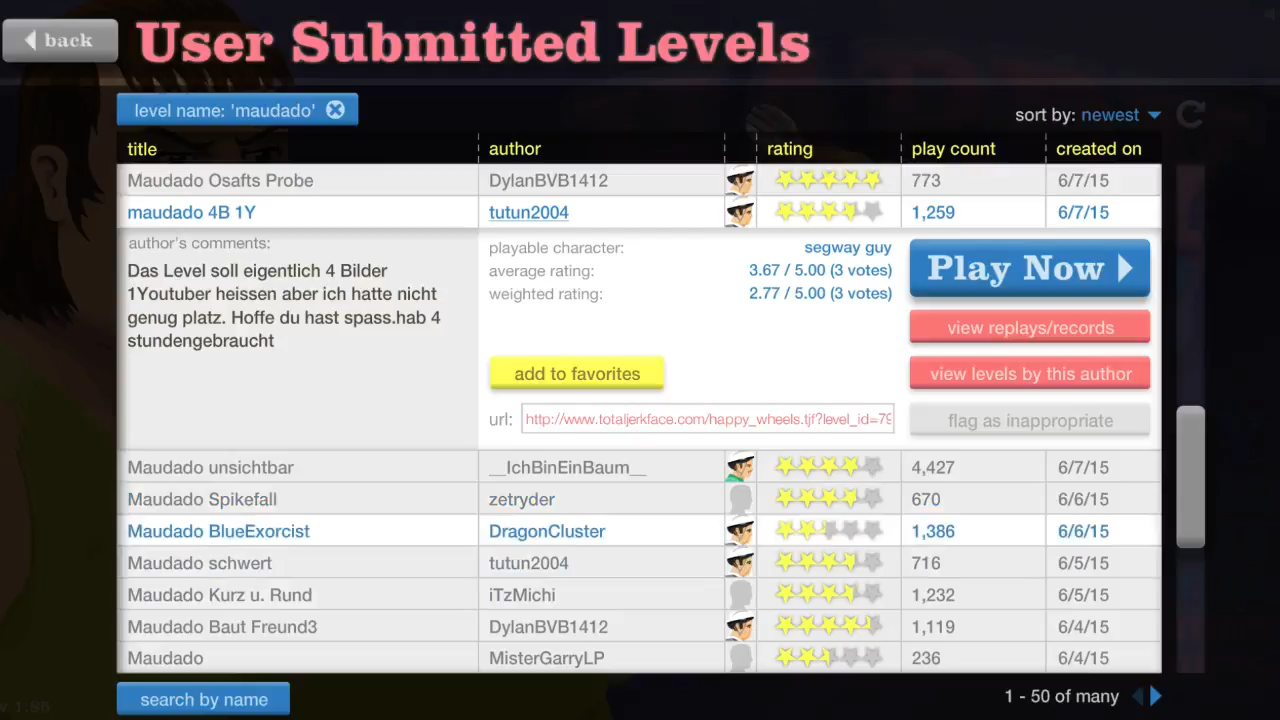 back
User Submitted Levels
level name: 'maudado'
sort by: newest
title author rating play count created on
Maudado Osafts Probe DylanBVB1412 773 6/7/15
maudado 4B 1Y tutun2004 1,259 6/7/15
author's comments:
Das Level soll eigentlich 4 Bilder
1Youtuber heissen aber ich hatte nicht
genug platz. Hoffe du hast spass.hab 4
stundengebraucht
playable character: segway guy
average rating: 3.67 / 5.00 (3 votes)
weighted rating: 2.77 / 5.00 (3 votes)
add to favorites
url: http://www.totaljerkface.com/happy_wheels.tjf?level_id=79
Play Now
view replays/records
view levels by this author
flag as inappropriate
Maudado unsichtbar __IchBinEinBaum__ 4,427 6/7/15
Maudado Spikefall zetryder 670 6/6/15
Maudado BlueExorcist DragonCluster 1,386 6/6/15
Maudado schwert tutun2004 716 6/5/15
Maudado Kurz u. Rund iTzMichi 1,232 6/5/15
Maudado Baut Freund3 DylanBVB1412 1,119 6/4/15
Maudado MisterGarryLP 236 6/4/15
search by name
1 - 50 of many
v 1.85